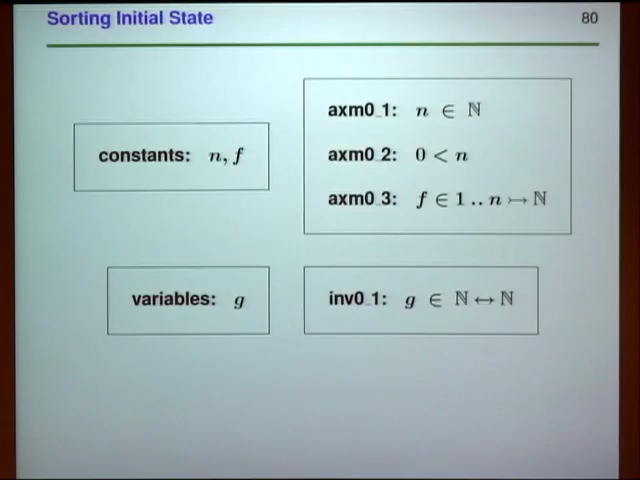 Sorting Initial State 80
constants: n, f
axm0_1: n ∈ ℕ
axm0_2: 0 < n
axm0_3: f ∈ 1 .. n ↣ ℕ
variables: g
inv0_1: g ∈ ℕ ↔ ℕ